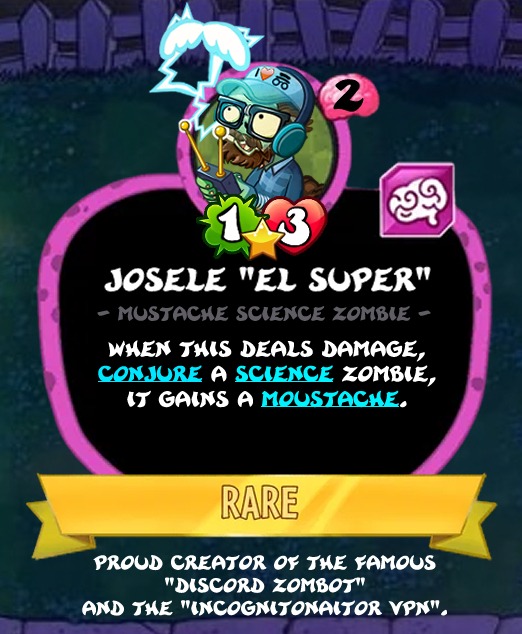 2
1 3
JOSELE "EL SUPER"
- MUSTACHE SCIENCE ZOMBIE -
WHEN THIS DEALS DAMAGE,
CONJURE A SCIENCE ZOMBIE,
IT GAINS A MOUSTACHE.
RARE
PROUD CREATOR OF THE FAMOUS
"DISCORD ZOMBOT"
AND THE "INCOGNITONAITOR VPN".